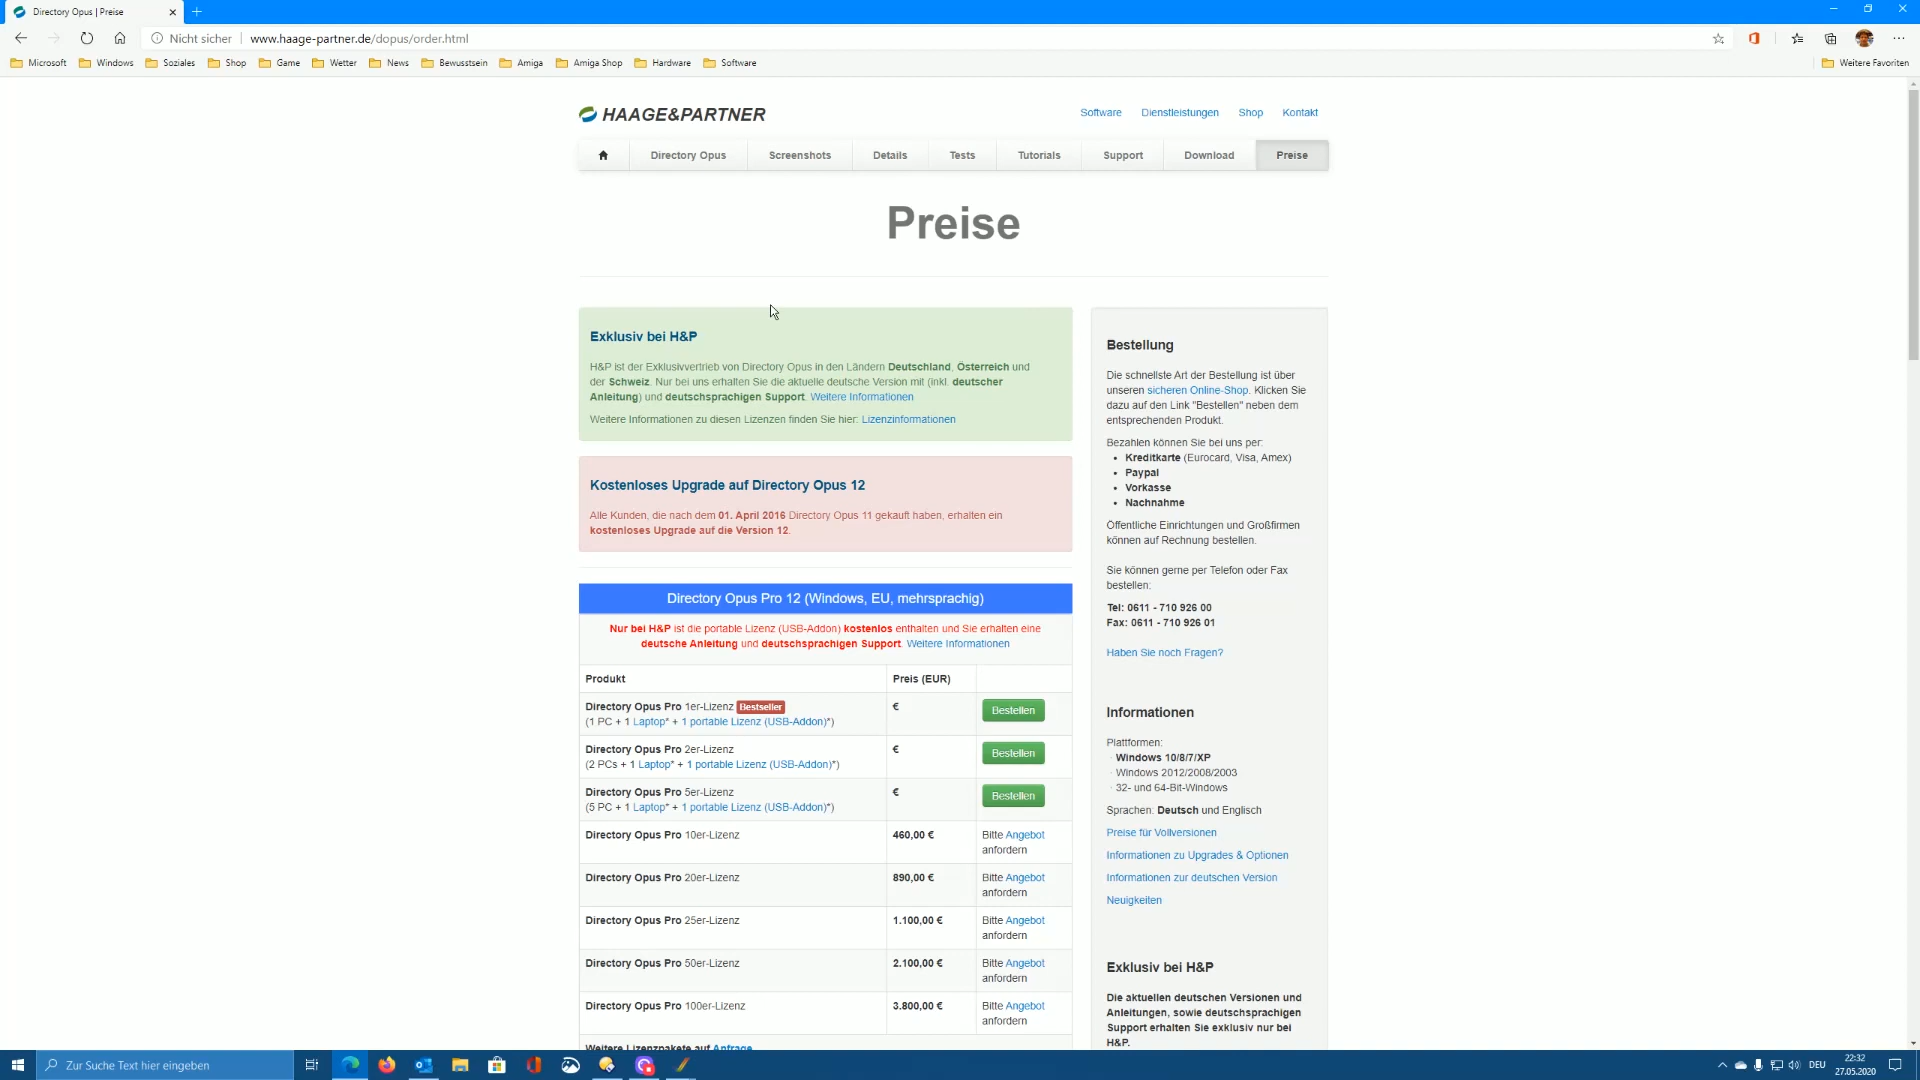 Directory Opus | Preise
Nicht sicher | www.haage-partner.de/dopus/order.html
Microsoft Windows Soziales Shop Game Wetter News Bewusstsein Amiga Amiga Shop Hardware Software Weitere Favoriten
HAAGE&PARTNER
Software Dienstleistungen Shop Kontakt
Directory Opus Screenshots Details Tests Tutorials Support Download Preise
Preise
Exklusiv bei H&P
H&P ist der Exklusivvertrieb von Directory Opus in den Ländern Deutschland, Österreich und
der Schweiz. Nur bei uns erhalten Sie die aktuelle deutsche Version mit (inkl. deutscher
Anleitung) und deutschsprachigen Support. Weitere Informationen
Weitere Informationen zu diesen Lizenzen finden Sie hier: Lizenzinformationen
Kostenloses Upgrade auf Directory Opus 12
Alle Kunden, die nach dem 01. April 2016 Directory Opus 11 gekauft haben, erhalten ein
kostenloses Upgrade auf die Version 12.
Directory Opus Pro 12 (Windows, EU, mehrsprachig)
Nur bei H&P ist die portable Lizenz (USB-Addon) kostenlos enthalten und Sie erhalten eine
deutsche Anleitung und deutschsprachigen Support. Weitere Informationen
Produkt Preis (EUR)
Directory Opus Pro 1er-Lizenz Bestseller € Bestellen
(1 PC + 1 Laptop* + 1 portable Lizenz (USB-Addon)*)
Directory Opus Pro 2er-Lizenz € Bestellen
(2 PCs + 1 Laptop* + 1 portable Lizenz (USB-Addon)*)
Directory Opus Pro 5er-Lizenz € Bestellen
(5 PC + 1 Laptop* + 1 portable Lizenz (USB-Addon)*)
Directory Opus Pro 10er-Lizenz 460,00 € Bitte Angebot
anfordern
Directory Opus Pro 20er-Lizenz 890,00 € Bitte Angebot
anfordern
Directory Opus Pro 25er-Lizenz 1.100,00 € Bitte Angebot
anfordern
Directory Opus Pro 50er-Lizenz 2.100,00 € Bitte Angebot
anfordern
Directory Opus Pro 100er-Lizenz 3.800,00 € Bitte Angebot
anfordern
Weitere Lizenzpakete auf Anfrage
Bestellung
Die schnellste Art der Bestellung ist über
unseren sicheren Online-Shop. Klicken Sie
dazu auf den Link "Bestellen" neben dem
entsprechenden Produkt.
Bezahlen können Sie bei uns per:
• Kreditkarte (Eurocard, Visa, Amex)
• Paypal
• Vorkasse
• Nachnahme
Öffentliche Einrichtungen und Großfirmen
können auf Rechnung bestellen.
Sie können gerne per Telefon oder Fax
bestellen:
Tel: 0611 - 710 926 00
Fax: 0611 - 710 926 01
Haben Sie noch Fragen?
Informationen
Plattformen:
· Windows 10/8/7/XP
· Windows 2012/2008/2003
· 32- und 64-Bit-Windows
Sprachen: Deutsch und Englisch
Preise für Vollversionen
Informationen zu Upgrades & Optionen
Informationen zur deutschen Version
Neuigkeiten
Exklusiv bei H&P
Die aktuellen deutschen Versionen und
Anleitungen, sowie deutschsprachigen
Support erhalten Sie exklusiv nur bei
H&P.
Zur Suche Text hier eingeben
DEU
22:32
27.05.2020